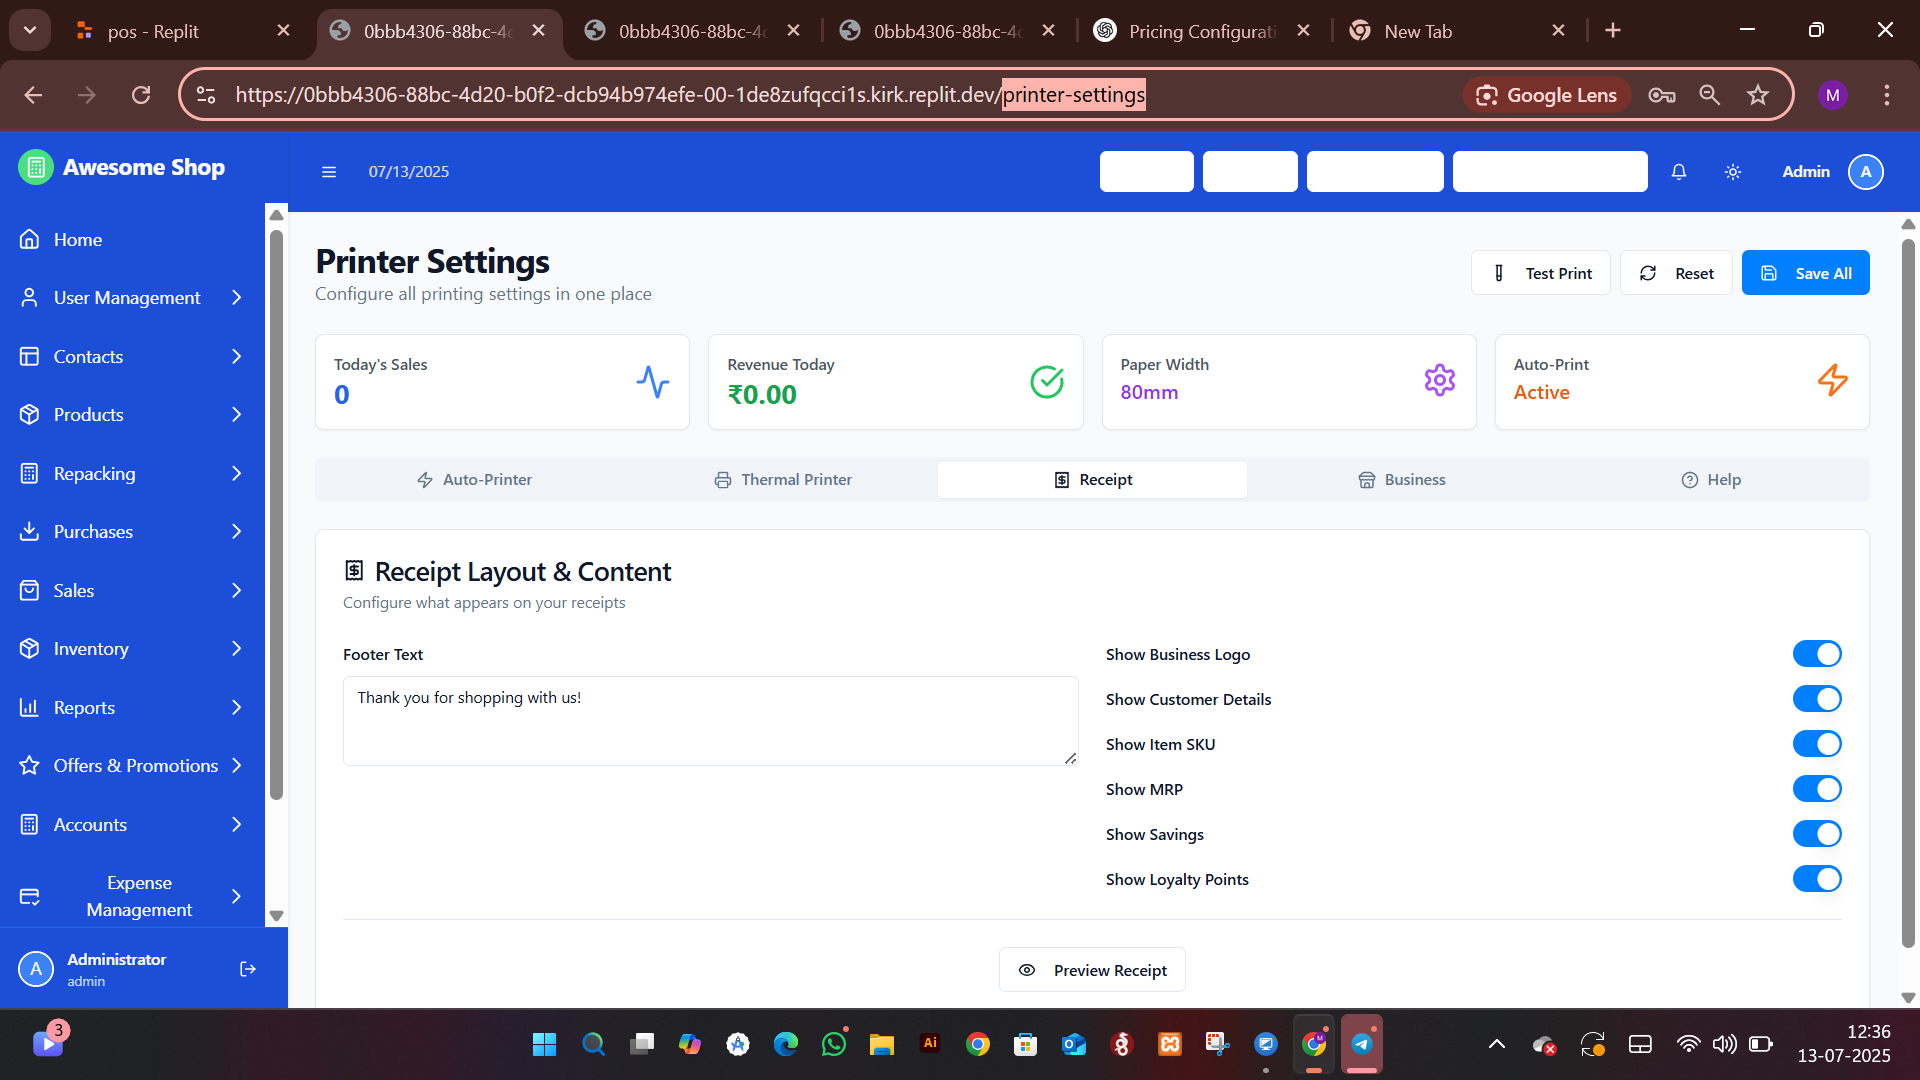 pos - Replit
0bbb4306-88bc-4d
0bbb4306-88bc-4d
0bbb4306-88bc-4d
Pricing Configurati
New Tab
https://0bbb4306-88bc-4d20-b0f2-dcb94b974efe-00-1de8zufqcci1s.kirk.replit.dev/printer-settings
Google Lens
M
Awesome Shop
07/13/2025
Admin
A
Home
User Management
Contacts
Products
Repacking
Purchases
Sales
Inventory
Reports
Offers & Promotions
Accounts
Expense
Management
A
Administrator
admin
Printer Settings
Configure all printing settings in one place
Test Print
Reset
Save All
Today's Sales
0
Revenue Today
₹0.00
Paper Width
80mm
Auto-Print
Active
Auto-Printer
Thermal Printer
Receipt
Business
Help
Receipt Layout & Content
Configure what appears on your receipts
Footer Text
Thank you for shopping with us!
Show Business Logo
Show Customer Details
Show Item SKU
Show MRP
Show Savings
Show Loyalty Points
Preview Receipt
3
Ai
12:36
13-07-2025